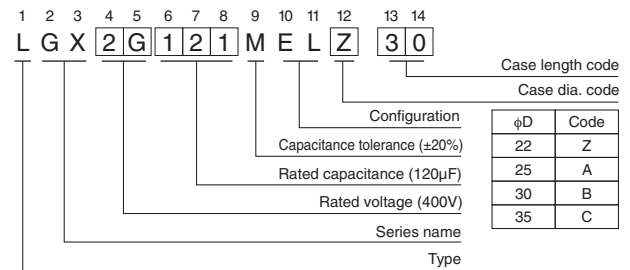 1 2 3 4 5 6 7 8 9 10 11 12 13 14
L G X 2 G 1 2 1 M E L Z 3 0
Case length code
Case dia. code
Configuration
Capacitance tolerance (±20%)
Rated capacitance (120µF)
Rated voltage (400V)
Series name
Type
ϕD Code
22 Z
25 A
30 B
35 C